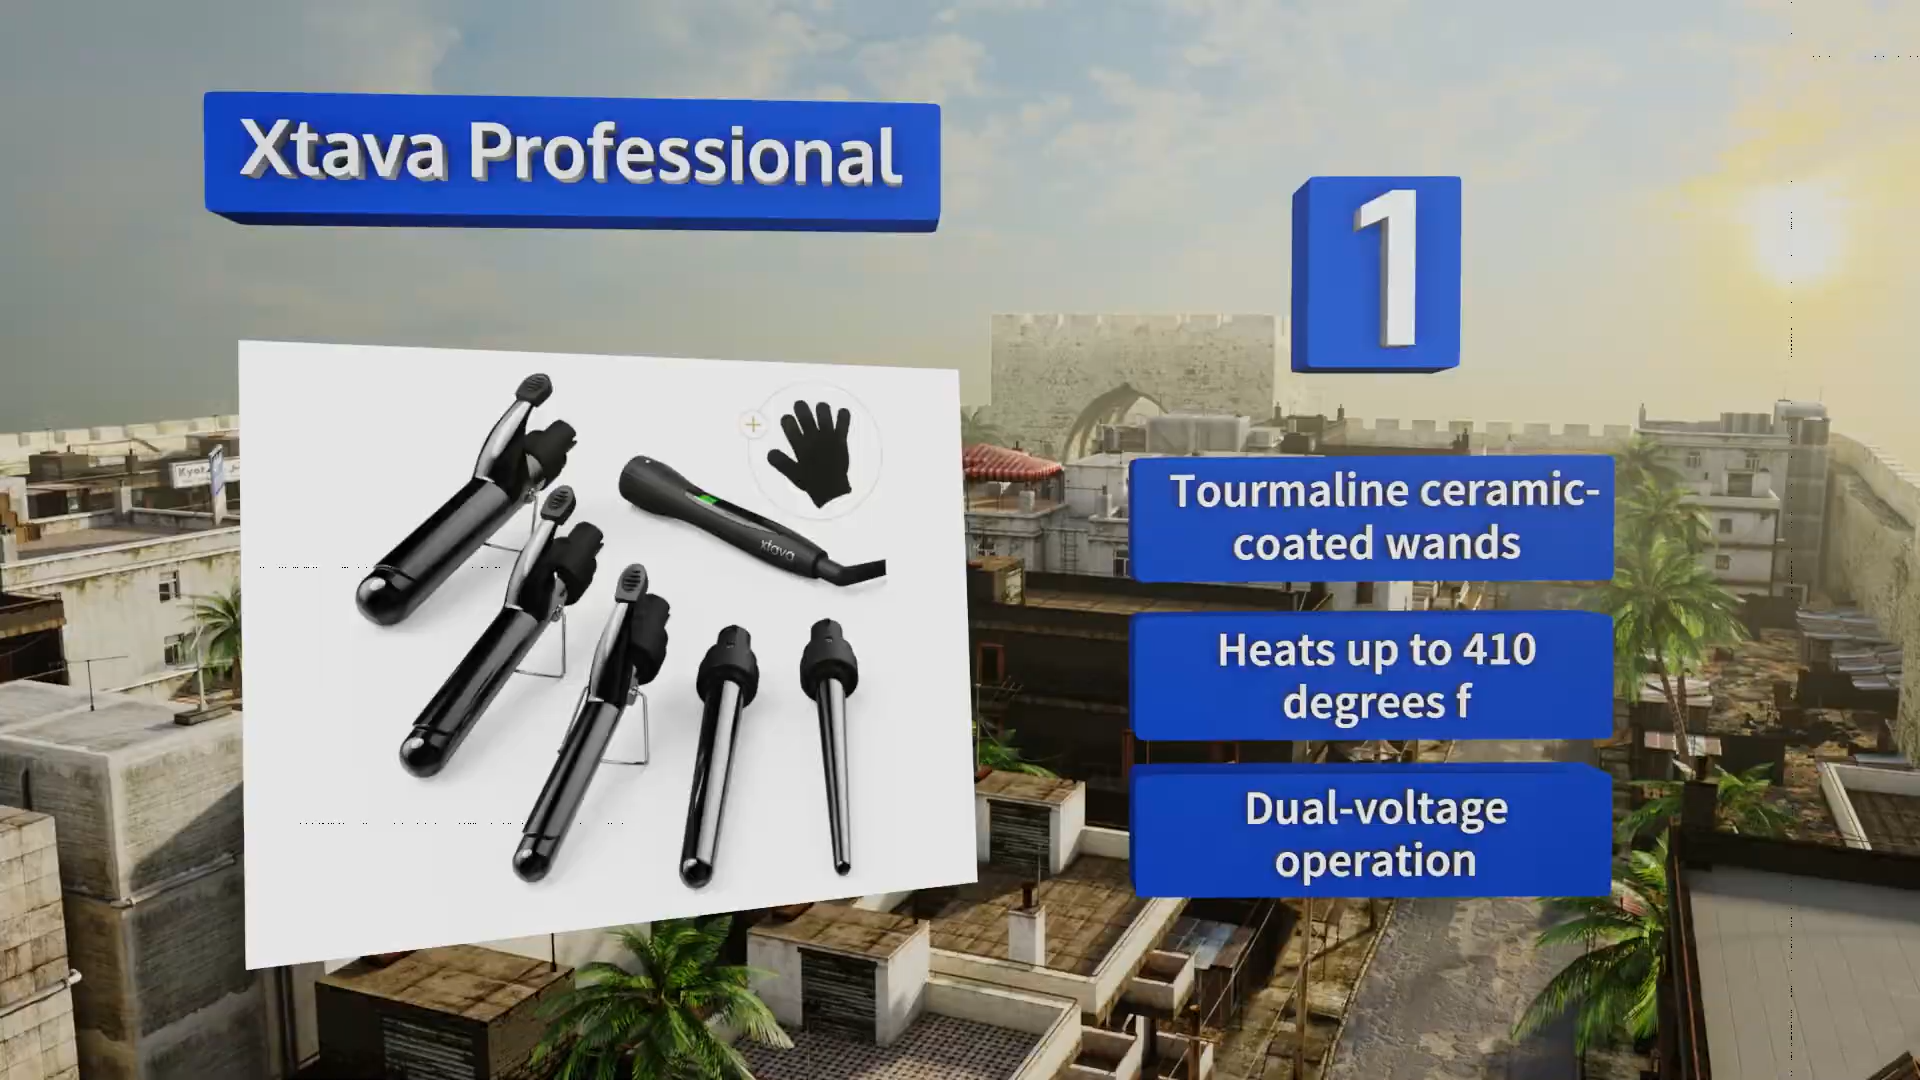 Xtava Professional
1
xtava
Tourmaline ceramic-
coated wands
Heats up to 410
degrees f
Dual-voltage
operation